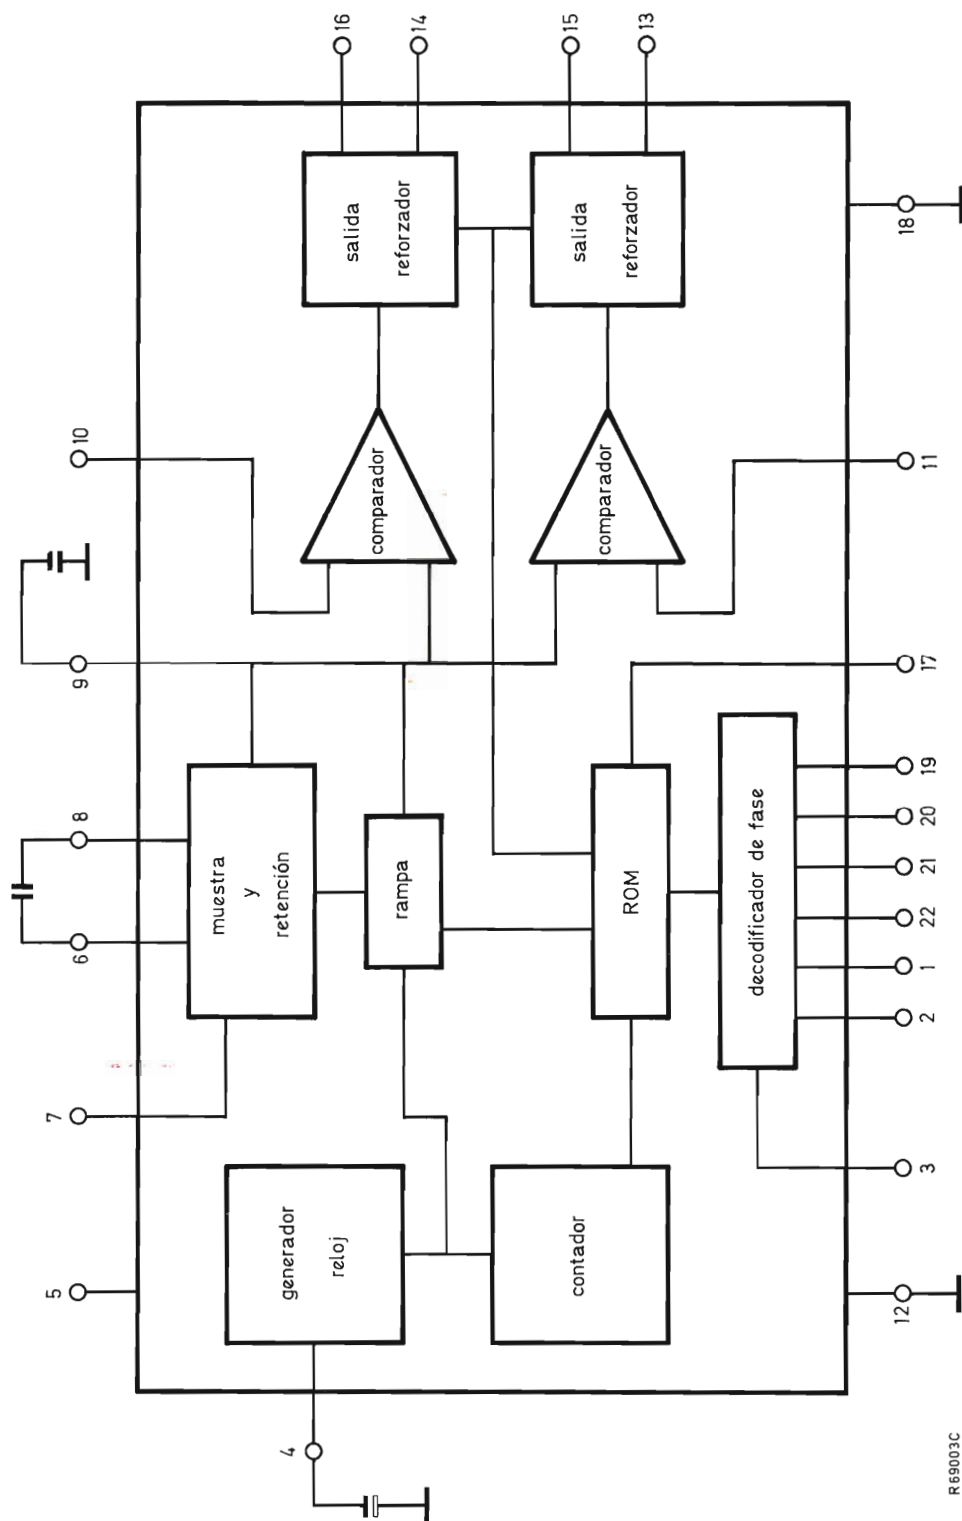 5
7
6
8
9
10
4
generador
reloj
muestra
y
retención
rampa
comparador
salida
reforzador
16
14
contador
ROM
comparador
salida
reforzador
15
13
decodificador de fase
12
3
2
1
22
21
20
19
17
11
18
R69003C